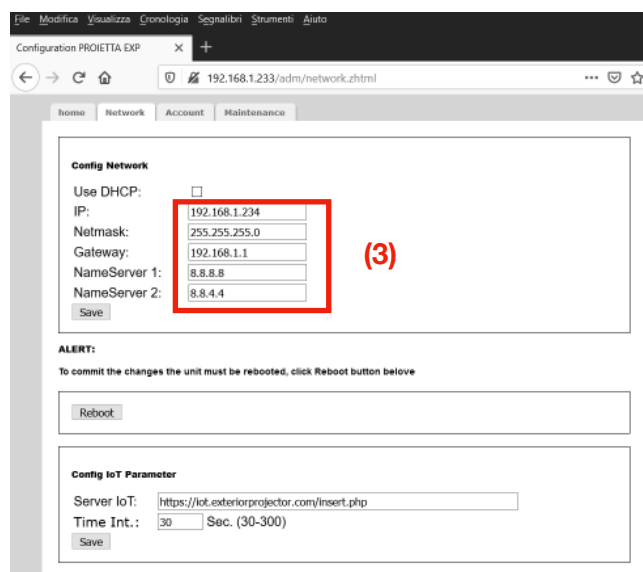 File Modifica Visualizza Cronologia Segnalibri Strumenti Aiuto
Configuration PROIETTA EXP × +
192.168.1.233/adm/network.zhtml
home Network Account Maintenance
Config Network
Use DHCP:
IP: 192.168.1.234
Netmask: 255.255.255.0
Gateway: 192.168.1.1
(3)
NameServer 1: 8.8.8.8
NameServer 2: 8.8.4.4
Save
ALERT:
To commit the changes the unit must be rebooted, click Reboot button belove
Reboot
Config IoT Parameter
Server IoT: https://iot.exteriorprojector.com/insert.php
Time Int.: 30 Sec. (30-300)
Save